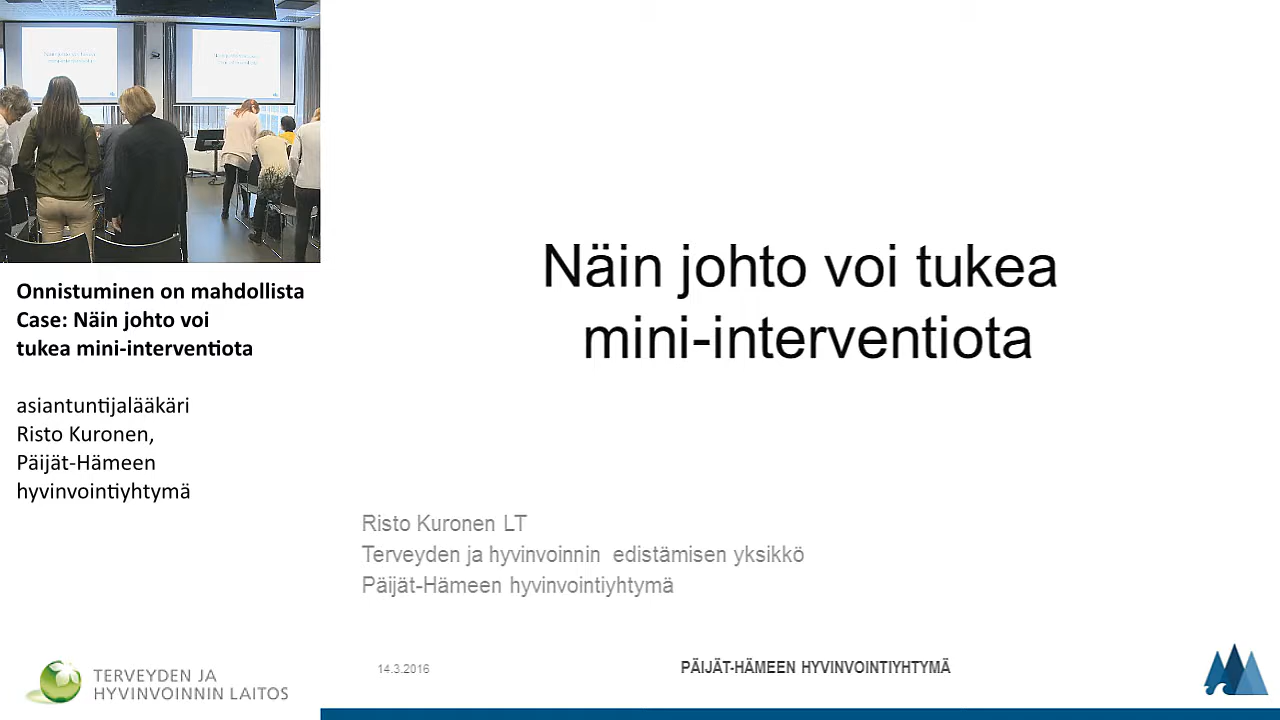 Näin johto voi tukea
mini-interventiota
Onnistuminen on mahdollista
Case: Näin johto voi
tukea mini-interventiota
asiantuntijalääkäri
Risto Kuronen,
Päijät-Hämeen
hyvinvointiyhtymä
Risto Kuronen LT
Terveyden ja hyvinvoinnin edistämisen yksikkö
Päijät-Hämeen hyvinvointiyhtymä
TERVEYDEN JA
HYVINVOINNIN LAITOS
14.3.2016
PÄIJÄT-HÄMEEN HYVINVOINTIYHTYMÄ